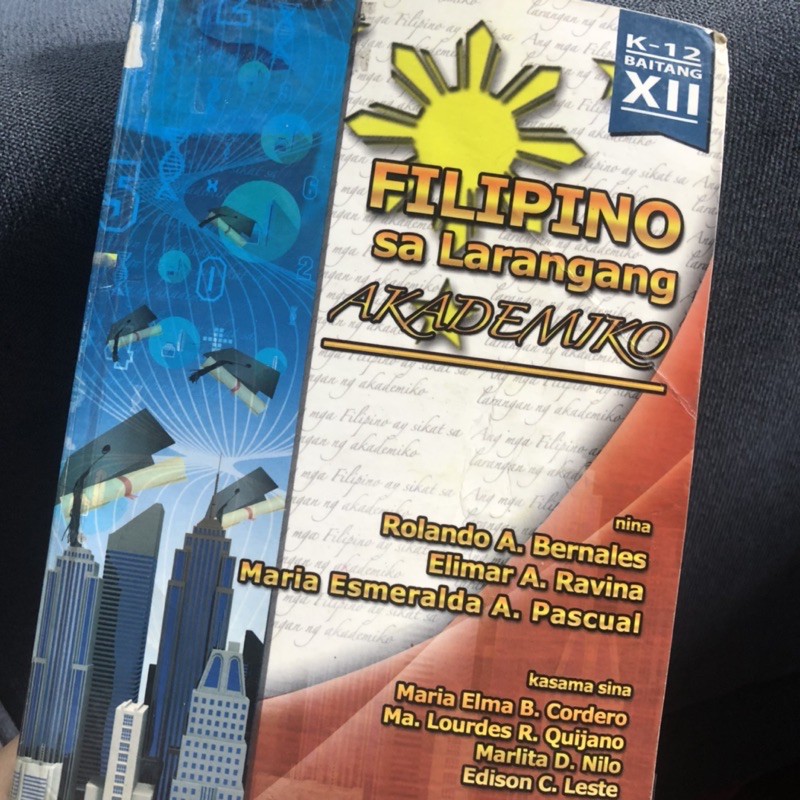 K-12
BAITANG
XII
FILIPINO
sa Larangang
AKADEMIKO
nina
Rolando A. Bernales
Elimar A. Ravina
Maria Esmeralda A. Pascual
kasama sina
Maria Elma B. Cordero
Ma. Lourdes R. Quijano
Marlita D. Nilo
Edison C. Leste